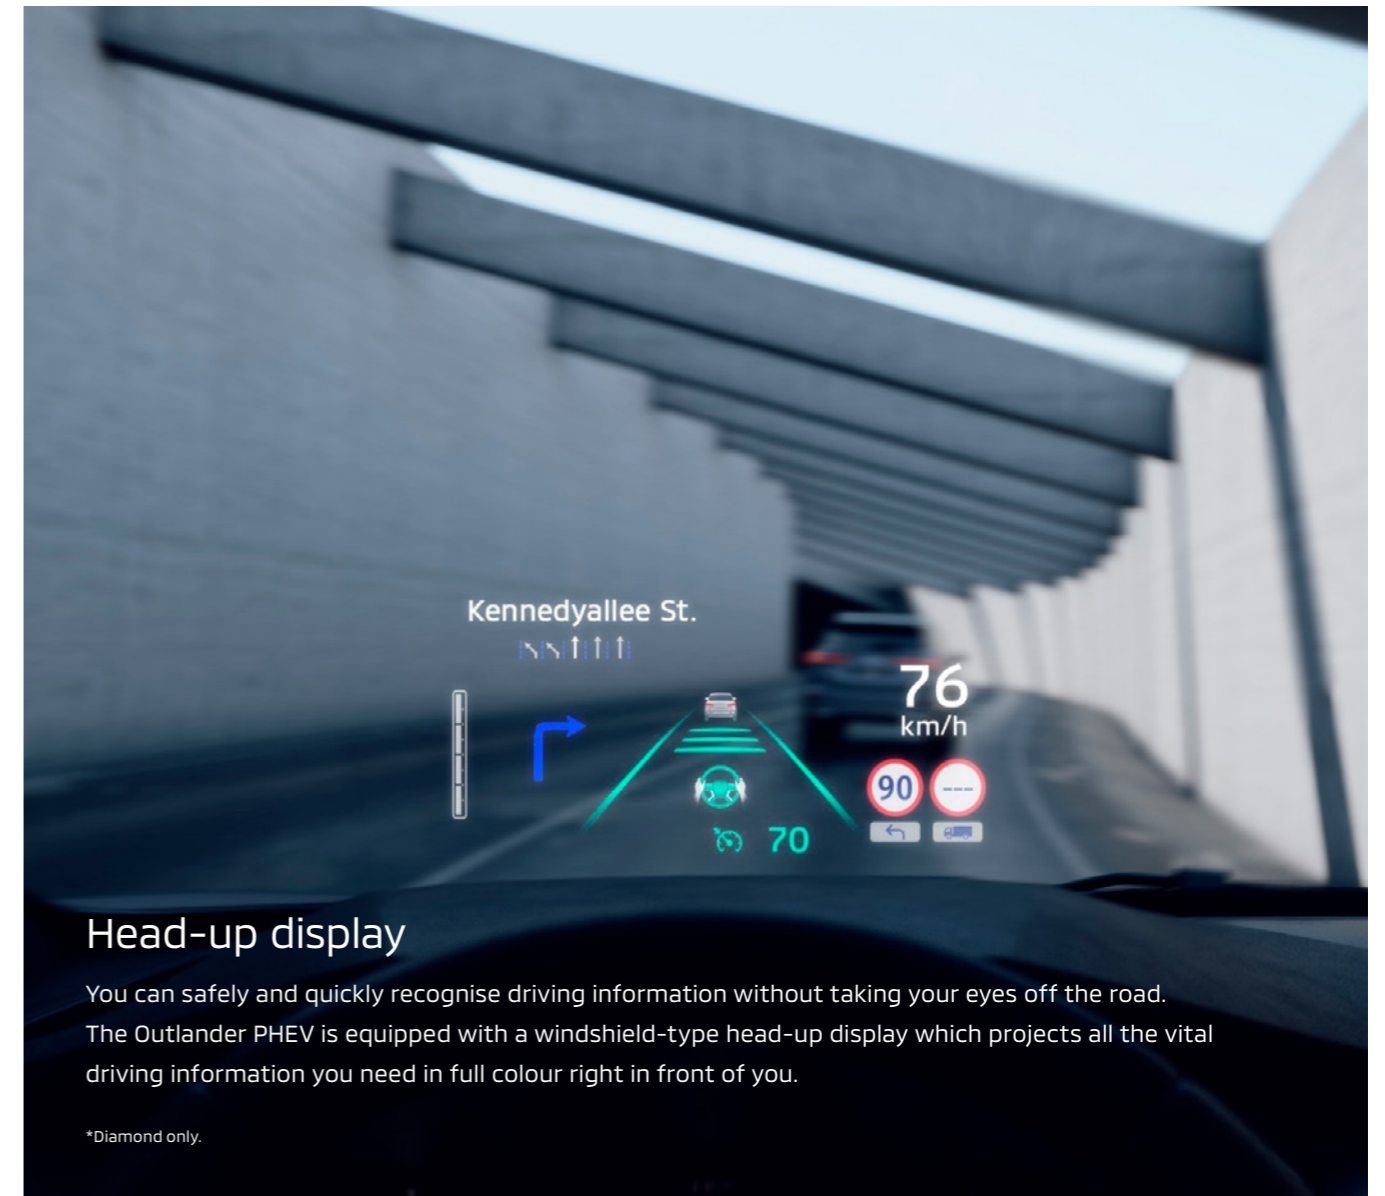 Kennedyallee St.
76
km/h
90
---
70
Head-up display
You can safely and quickly recognise driving information without taking your eyes off the road.
The Outlander PHEV is equipped with a windshield-type head-up display which projects all the vital
driving information you need in full colour right in front of you.
*Diamond only.